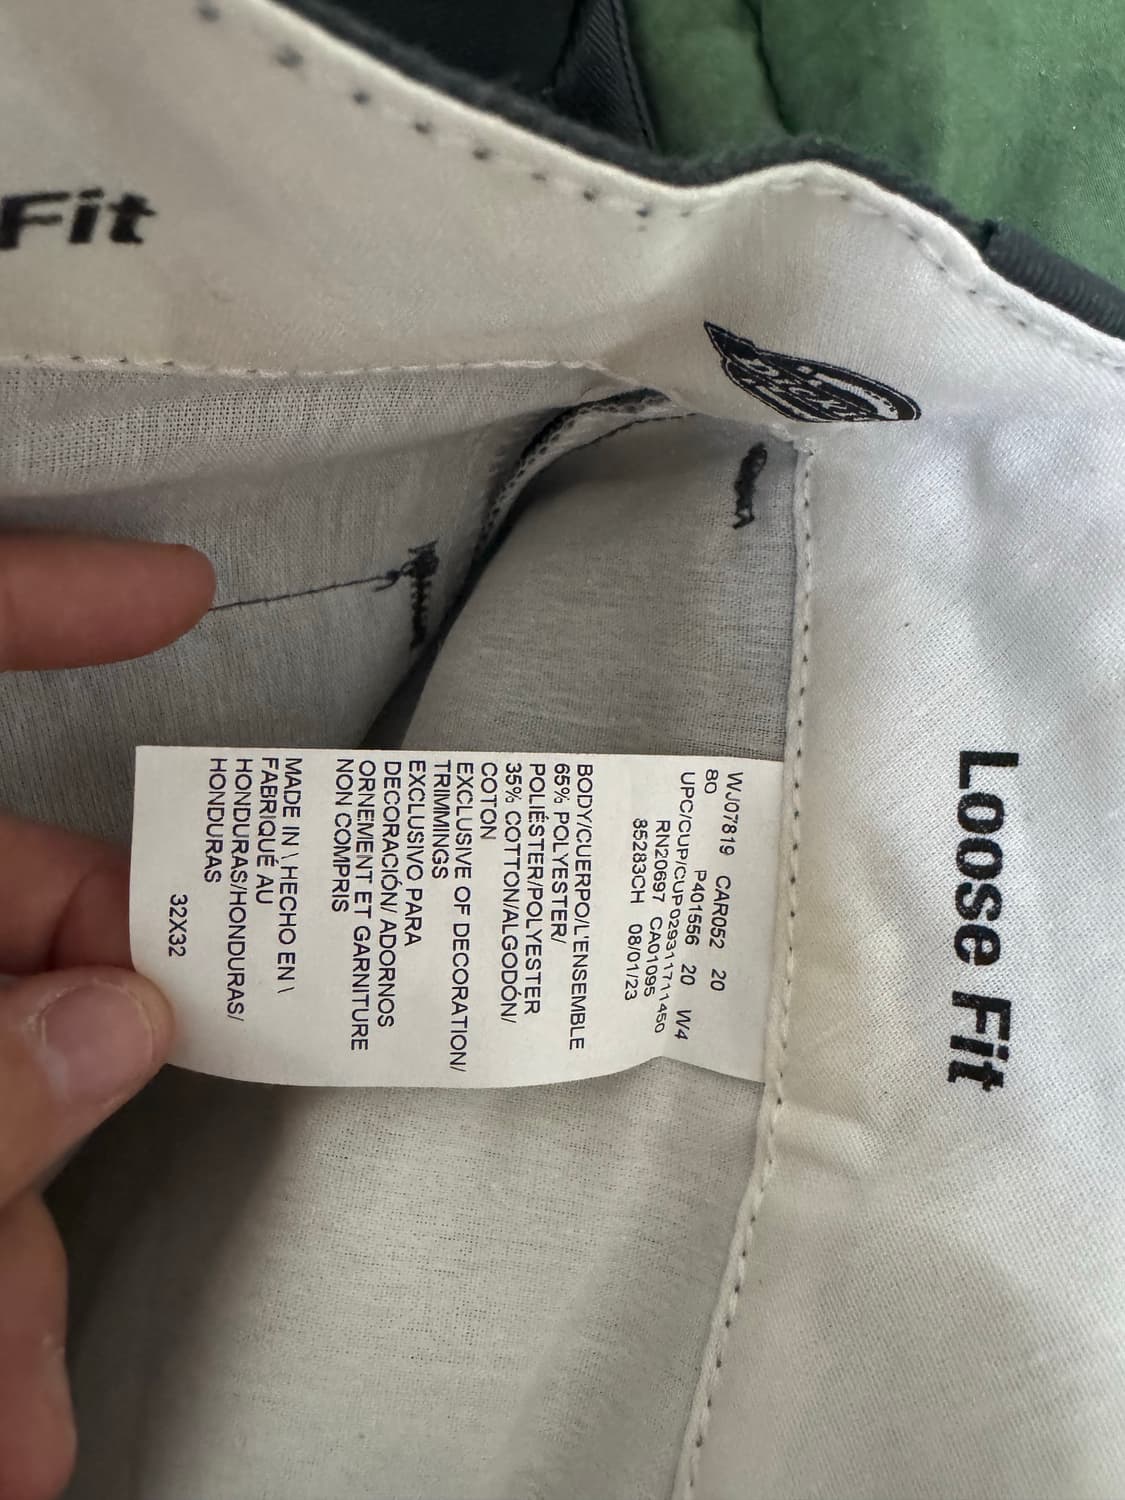 Fit
DICKIES
Loose Fit
WJ07819 CAR052 20
80
UPC/CUP/CUP029311711450
P401556 20 W4
RN20697 CA01095
85283CH 08/01/23
BODY/CUERPO/L'ENSEMBLE
65% POLYESTER/
POLIÉSTER/POLYESTER
35% COTTON/ALGODÓN/
COTON
EXCLUSIVE OF DECORATION/
TRIMMINGS
EXCLUSIVO PARA
DECORACIÓN/ ADORNOS
ORNEMENT ET GARNITURE
NON COMPRIS
MADE IN \ HECHO EN \
FABRIQUÉ AU
HONDURAS/HONDURAS/
HONDURAS
32X32